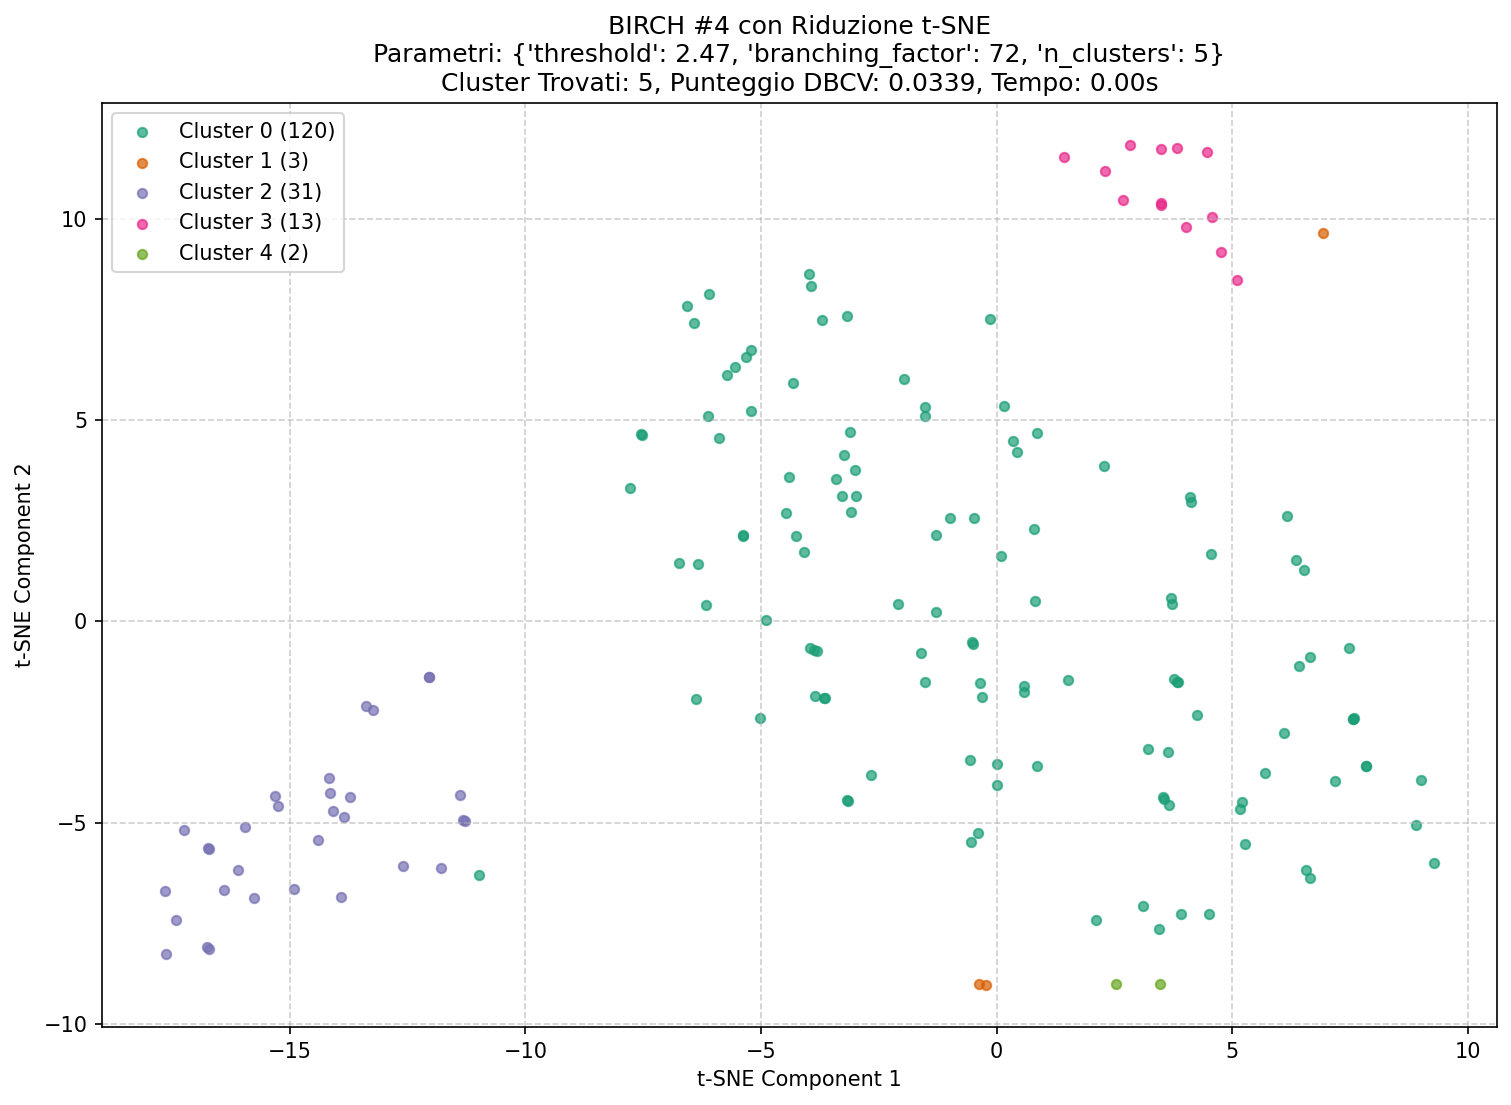 BIRCH #4 con Riduzione t-SNE
Parametri: {'threshold': 2.47, 'branching_factor': 72, 'n_clusters': 5}
Cluster Trovati: 5, Punteggio DBCV: 0.0339, Tempo: 0.00s
Cluster 0 (120)
Cluster 1 (3)
Cluster 2 (31)
Cluster 3 (13)
Cluster 4 (2)
10
5
0
−5
−10
t-SNE Component 2
−15
−10
−5
0
5
10
t-SNE Component 1